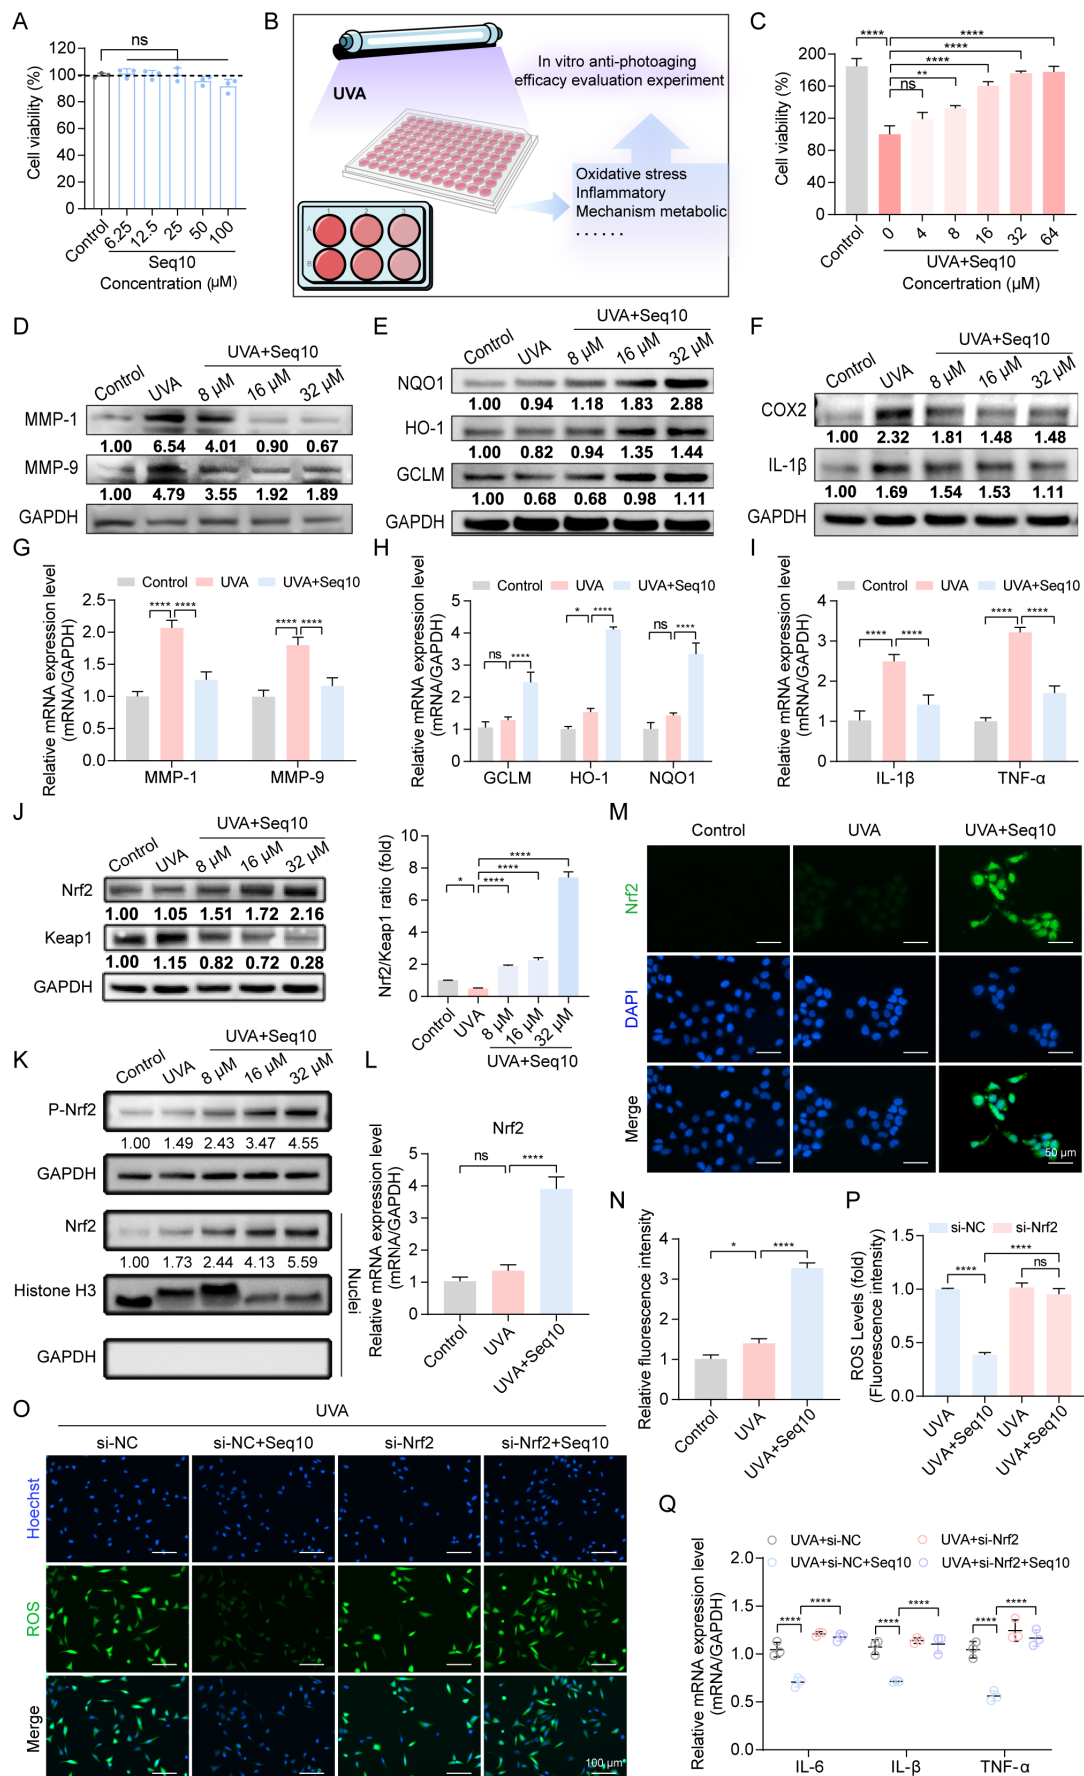 A
ns
Cell viability (%)
120
100
80
60
40
20
0
Control
6.25
12.5
25
50
100
Seq10
Concentration (μM)
B
UVA
In vitro anti-photoaging
efficacy evaluation experiment
Oxidative stress
Inflammatory
Mechanism metabolic
. . . . . .
1 2 3
A
B
C
****
****
****
****
**
ns
Cell viability (%)
200
160
120
80
0
Control
0
4
8
16
32
64
UVA+Seq10
Concertration (μM)
D
UVA+Seq10
Control UVA 8 μM 16 μM 32 μM
MMP-1
1.00 6.54 4.01 0.90 0.67
MMP-9
1.00 4.79 3.55 1.92 1.89
GAPDH
E
UVA+Seq10
Control UVA 8 μM 16 μM 32 μM
NQO1
1.00 0.94 1.18 1.83 2.88
HO-1
1.00 0.82 0.94 1.35 1.44
GCLM
1.00 0.68 0.68 0.98 1.11
GAPDH
F
UVA+Seq10
Control UVA 8 μM 16 μM 32 μM
COX2
1.00 2.32 1.81 1.48 1.48
IL-1β
1.00 1.69 1.54 1.53 1.11
GAPDH
G
Control UVA UVA+Seq10
Relative mRNA expression level
(mRNA/GAPDH)
2.5
2.0
1.5
1.0
0.5
0.0
**** ****
**** ****
MMP-1 MMP-9
H
Control UVA UVA+Seq10
Relative mRNA expression level
(mRNA/GAPDH)
5
4
3
2
1
0
ns ****
* ****
ns ****
GCLM HO-1 NQO1
I
Control UVA UVA+Seq10
Relative mRNA expression level
(mRNA/GAPDH)
4
3
2
1
0
**** ****
**** ****
IL-1β TNF-α
J
UVA+Seq10
Control UVA 8 μM 16 μM 32 μM
Nrf2
1.00 1.05 1.51 1.72 2.16
Keap1
1.00 1.15 0.82 0.72 0.28
GAPDH
Nrf2/Keap1 ratio (fold)
10
8
6
4
2
0
****
****
* ****
Control UVA 8 μM 16 μM 32 μM
UVA+Seq10
K
UVA+Seq10
Control UVA 8 μM 16 μM 32 μM
P-Nrf2
1.00 1.49 2.43 3.47 4.55
GAPDH
Nrf2
1.00 1.73 2.44 4.13 5.59
Histone H3
GAPDH
Nuclei
L
Nrf2
Relative mRNA expression level
(mRNA/GAPDH)
5
4
3
2
1
0
ns ****
Control UVA UVA+Seq10
M
Control UVA UVA+Seq10
Nrf2
DAPI
Merge
50 μm
N
Relative fluorescence intensity
4
3
2
1
0
* ****
Control UVA UVA+Seq10
P
si-NC si-Nrf2
ROS Levels (fold)
(Fluorescence intensity)
1.5
1.0
0.5
0.0
****
**** ns
UVA UVA+Seq10 UVA UVA+Seq10
O
UVA
si-NC si-NC+Seq10 si-Nrf2 si-Nrf2+Seq10
Hoechst
ROS
Merge
100 μm
Q
UVA+si-NC UVA+si-Nrf2
UVA+si-NC+Seq10 UVA+si-Nrf2+Seq10
Relative mRNA expression level
(mRNA/GAPDH)
2.0
1.5
1.0
0.5
0.0
**** ****
**** ****
**** ****
IL-6 IL-β TNF-α